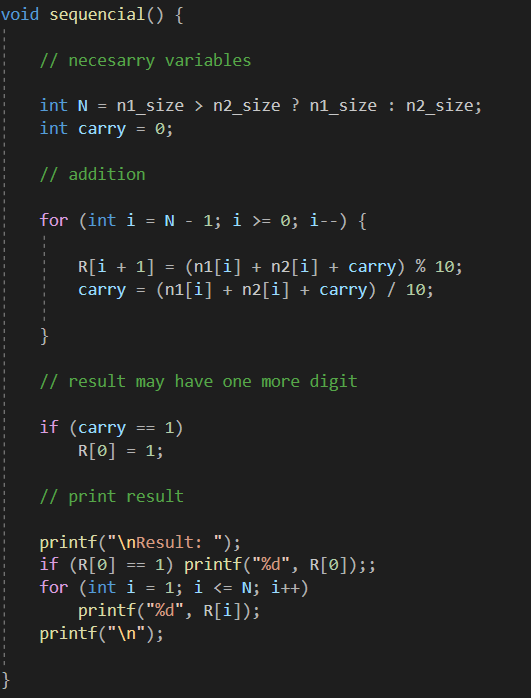 void sequencial() {
// necesarry variables
int N = n1_size > n2_size ? n1_size : n2_size;
int carry = 0;
// addition
for (int i = N - 1; i >= 0; i--) {
R[i + 1] = (n1[i] + n2[i] + carry) % 10;
carry = (n1[i] + n2[i] + carry) / 10;
}
// result may have one more digit
if (carry == 1)
R[0] = 1;
// print result
printf("\nResult: ");
if (R[0] == 1) printf("%d", R[0]);;
for (int i = 1; i <= N; i++)
printf("%d", R[i]);
printf("\n");
}